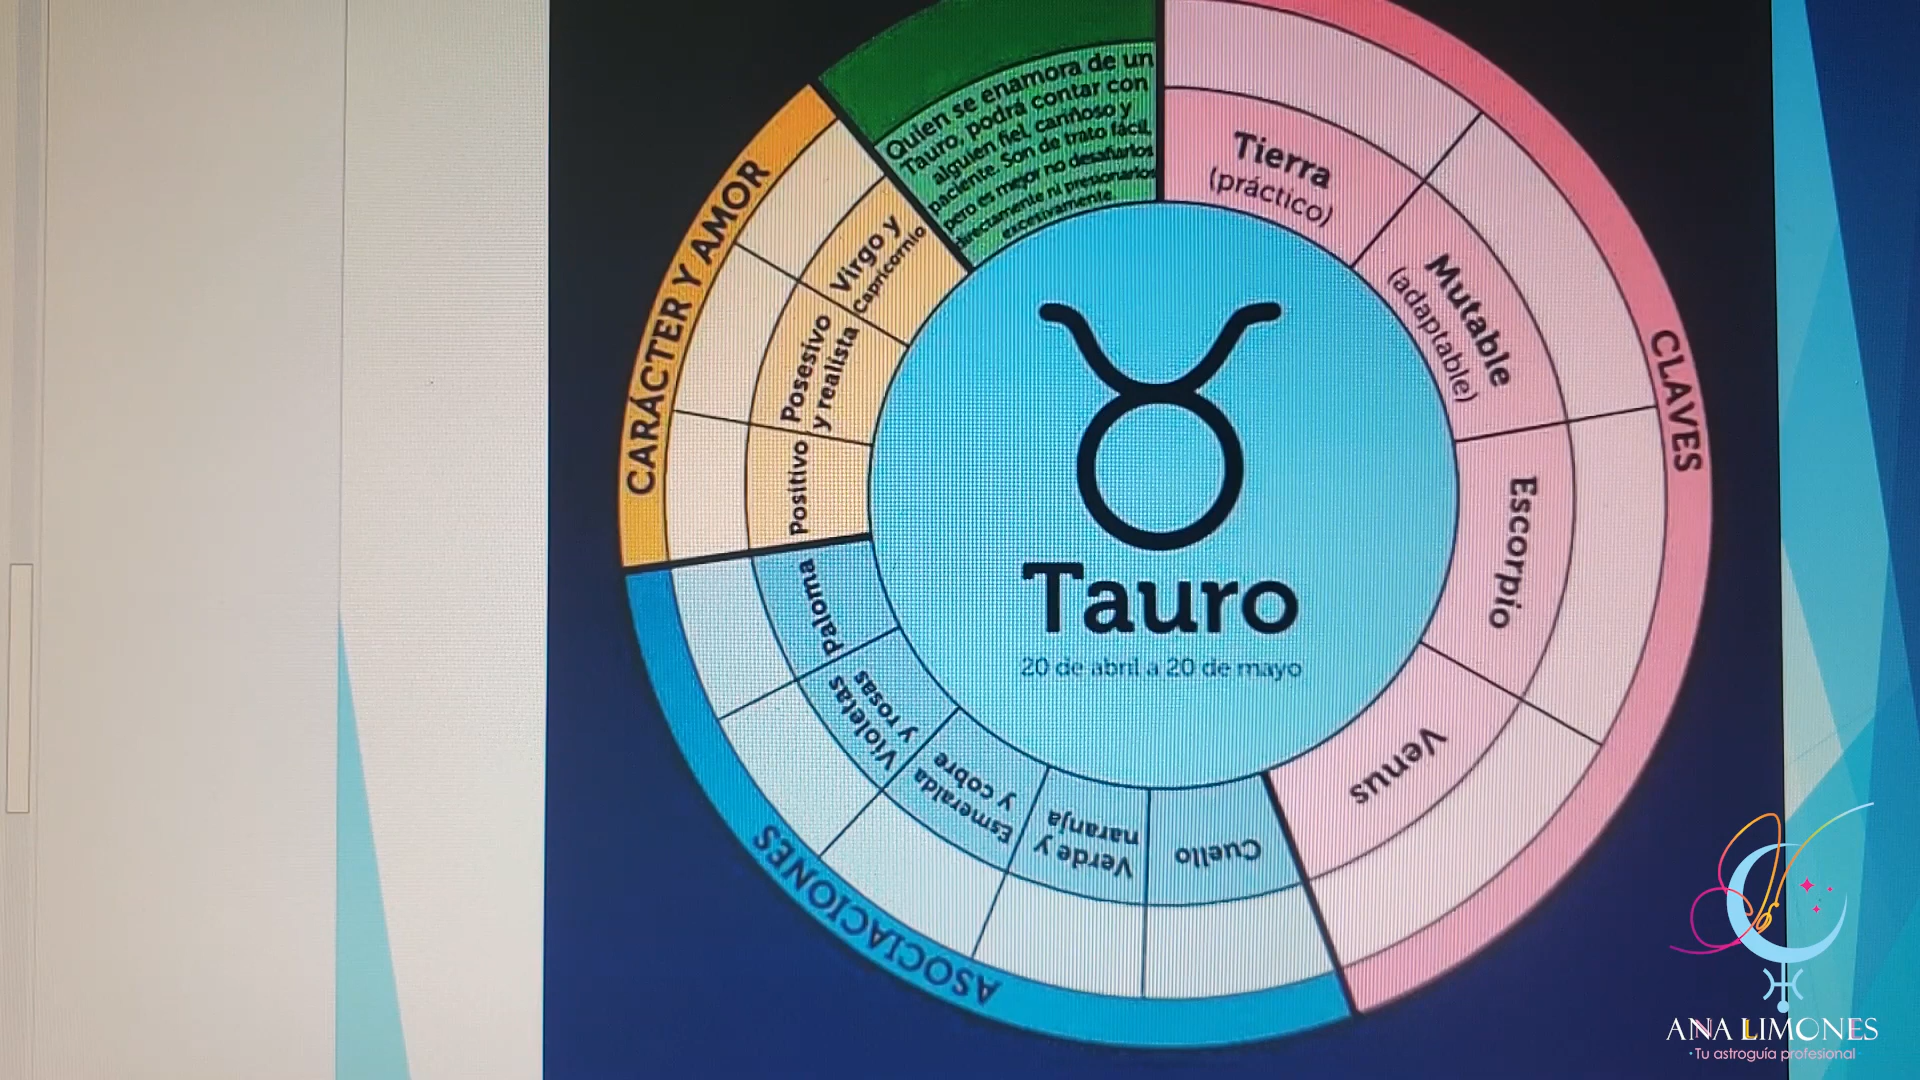 Quien se enamora de un
Tauro, podrá contar con
alguien fiel, cariñoso y
paciente. Son de trato fácil,
pero es mejor no desafiarlos
directamente ni presionarlos
excesivamente
Tierra
(práctico)
Mutable
(adaptable)
Escorpio
Venus
CLAVES
CARÁCTER Y AMOR
Virgo y
Capricornio
Posesivo
y realista
Positivo
Paloma
Violetas
y rosas
Esmeralda
y cobre
Verde y
naranja
Cuello
ASOCIACIONES
Tauro
20 de abril a 20 de mayo
ANA LIMONES
·Tu astroguía profesional·